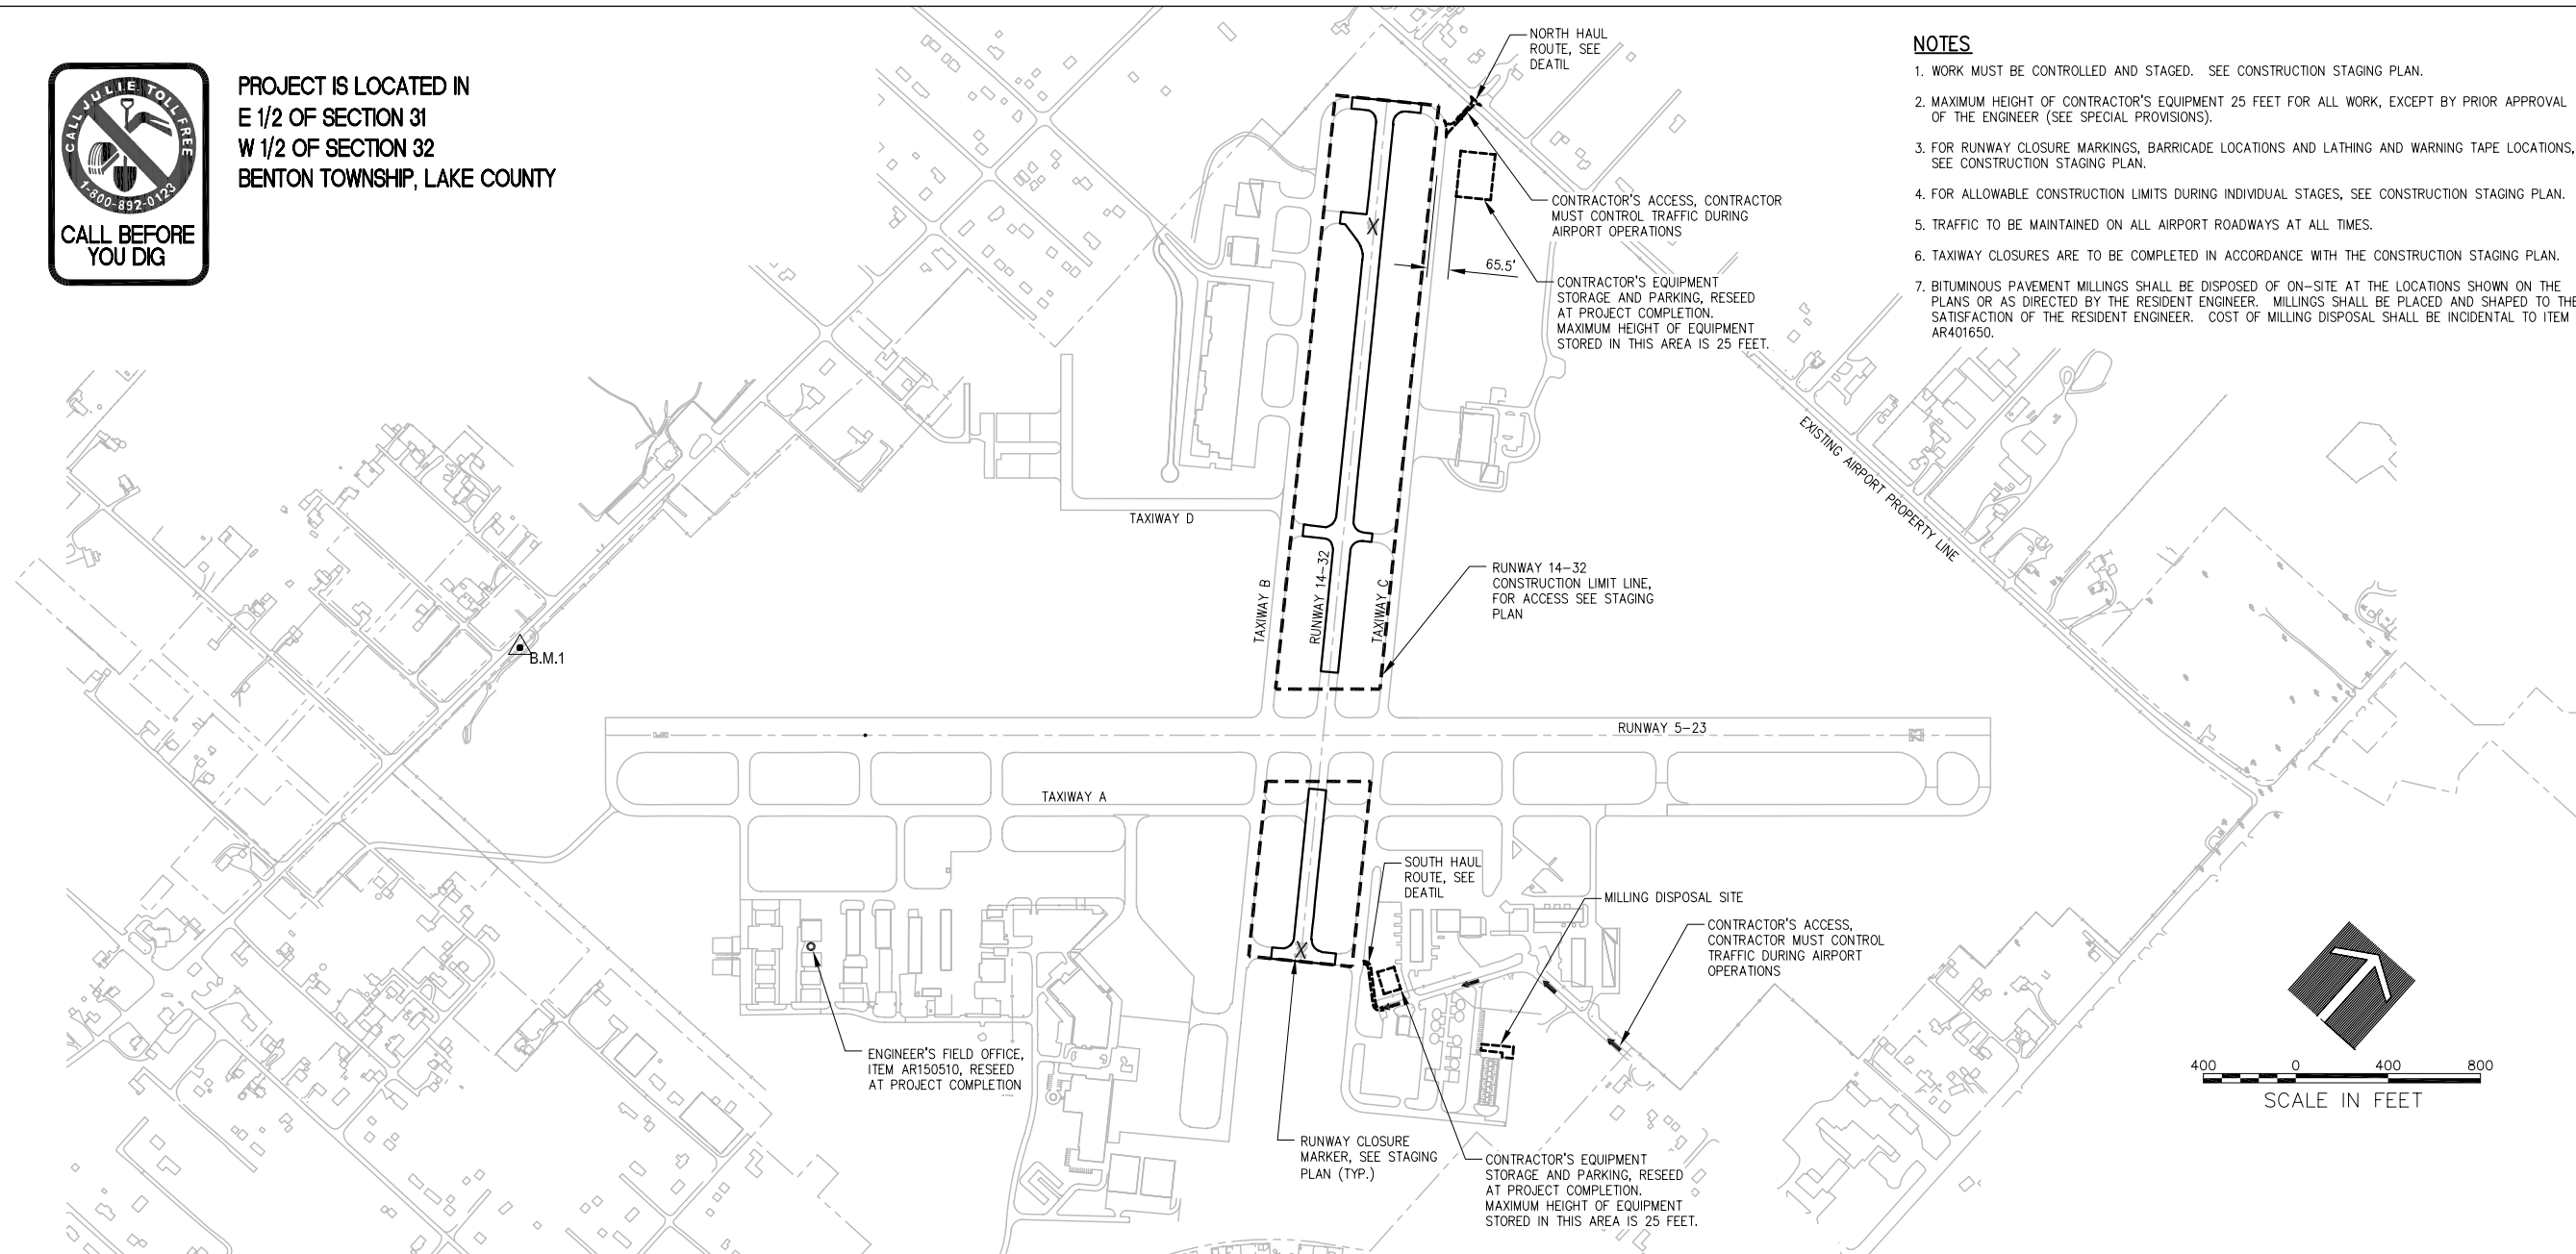 CALL JULIE TOLL FREE
1-800-892-0123
CALL BEFORE
YOU DIG
PROJECT IS LOCATED IN
E 1/2 OF SECTION 31
W 1/2 OF SECTION 32
BENTON TOWNSHIP, LAKE COUNTY
NORTH HAUL
ROUTE, SEE
DEATIL
NOTES
1. WORK MUST BE CONTROLLED AND STAGED. SEE CONSTRUCTION STAGING PLAN.
2. MAXIMUM HEIGHT OF CONTRACTOR'S EQUIPMENT 25 FEET FOR ALL WORK, EXCEPT BY PRIOR APPROVAL
OF THE ENGINEER (SEE SPECIAL PROVISIONS).
3. FOR RUNWAY CLOSURE MARKINGS, BARRICADE LOCATIONS AND LATHING AND WARNING TAPE LOCATIONS,
SEE CONSTRUCTION STAGING PLAN.
4. FOR ALLOWABLE CONSTRUCTION LIMITS DURING INDIVIDUAL STAGES, SEE CONSTRUCTION STAGING PLAN.
5. TRAFFIC TO BE MAINTAINED ON ALL AIRPORT ROADWAYS AT ALL TIMES.
6. TAXIWAY CLOSURES ARE TO BE COMPLETED IN ACCORDANCE WITH THE CONSTRUCTION STAGING PLAN.
7. BITUMINOUS PAVEMENT MILLINGS SHALL BE DISPOSED OF ON-SITE AT THE LOCATIONS SHOWN ON THE
PLANS OR AS DIRECTED BY THE RESIDENT ENGINEER. MILLINGS SHALL BE PLACED AND SHAPED TO THE
SATISFACTION OF THE RESIDENT ENGINEER. COST OF MILLING DISPOSAL SHALL BE INCIDENTAL TO ITEM
AR401650.
CONTRACTOR'S ACCESS, CONTRACTOR
MUST CONTROL TRAFFIC DURING
AIRPORT OPERATIONS
X
65.5'
CONTRACTOR'S EQUIPMENT
STORAGE AND PARKING, RESEED
AT PROJECT COMPLETION.
MAXIMUM HEIGHT OF EQUIPMENT
STORED IN THIS AREA IS 25 FEET.
EXISTING AIRPORT PROPERTY LINE
TAXIWAY D
TAXIWAY B
RUNWAY 14-32
TAXIWAY C
RUNWAY 14-32
CONSTRUCTION LIMIT LINE,
FOR ACCESS SEE STAGING
PLAN
B.M.1
RUNWAY 5-23
TAXIWAY A
SOUTH HAUL
ROUTE, SEE
DEATIL
MILLING DISPOSAL SITE
CONTRACTOR'S ACCESS,
CONTRACTOR MUST CONTROL
TRAFFIC DURING AIRPORT
OPERATIONS
X
ENGINEER'S FIELD OFFICE,
ITEM AR150510, RESEED
AT PROJECT COMPLETION
RUNWAY CLOSURE
MARKER, SEE STAGING
PLAN (TYP.)
CONTRACTOR'S EQUIPMENT
STORAGE AND PARKING, RESEED
AT PROJECT COMPLETION.
MAXIMUM HEIGHT OF EQUIPMENT
STORED IN THIS AREA IS 25 FEET.
400 0 400 800
SCALE IN FEET